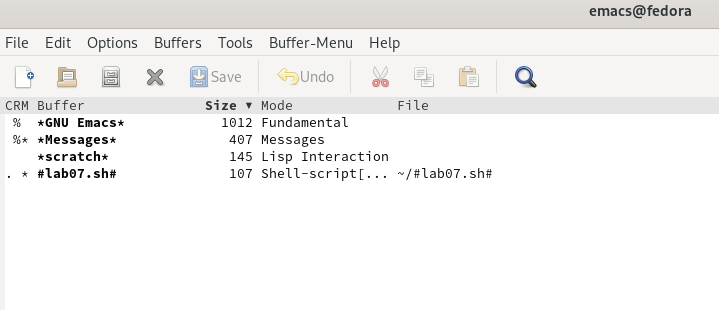 emacs@fedora
File Edit Options Buffers Tools Buffer-Menu Help
Save Undo
CRM Buffer Size ▼ Mode File
% *GNU Emacs* 1012 Fundamental
%* *Messages* 407 Messages
*scratch* 145 Lisp Interaction
. * #lab07.sh# 107 Shell-script[... ~/#lab07.sh#